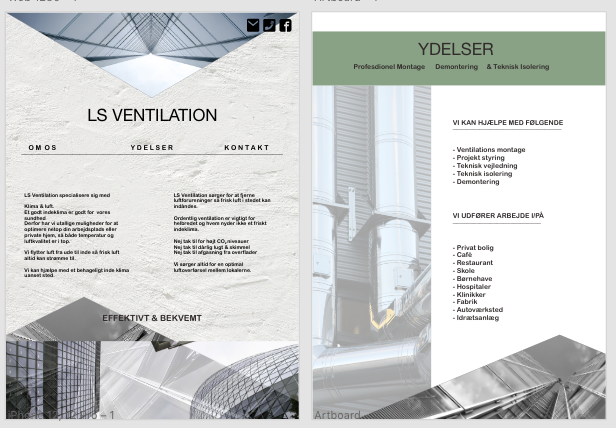 Artboard – 1
LS VENTILATION
OM OS YDELSER KONTAKT
LS Ventilation specialisere sig med
Klima & luft.
Et godt indeklima er godt for vores
sundhed
Derfor har vi utallige muligheder for at
optimere netop din arbejdsplads eller
private hjem, så både temperatur og
luftkvalitet er i top.
Vi flytter luft fra ude til inde så frisk luft
altid kan strømme til.
Vi kan hjælpe med et behageligt inde klima
uanset sted.
LS Ventilation sørger for at fjerne
luftforureninger så frisk luft i stedet kan
indåndes.
Ordentlig ventilation er vigtigt for
helbredet og hvem nyder ikke et friskt
indeklima.
Nej tak til for højt CO₂ niveauer
Nej tak til dårlig lugt & skimmel
Nej tak til afgasning fra overflader
Vi sørger altid for en optimal
luftoverførsel mellem lokalerne.
EFFEKTIVT & BEKVEMT
YDELSER
Profesdionel Montage Demontering & Teknisk Isolering
VI KAN HJÆLPE MED FØLGENDE
- Ventilations montage
- Projekt styring
- Teknisk vejledning
- Teknisk isolering
- Demontering
VI UDFØRER ARBEJDE I/PÅ
- Privat bolig
- Café
- Restaurant
- Skole
- Børnehave
- Hospitaler
- Klinikker
- Fabrik
- Autoværksted
- Idrætsanlæg
Artboard